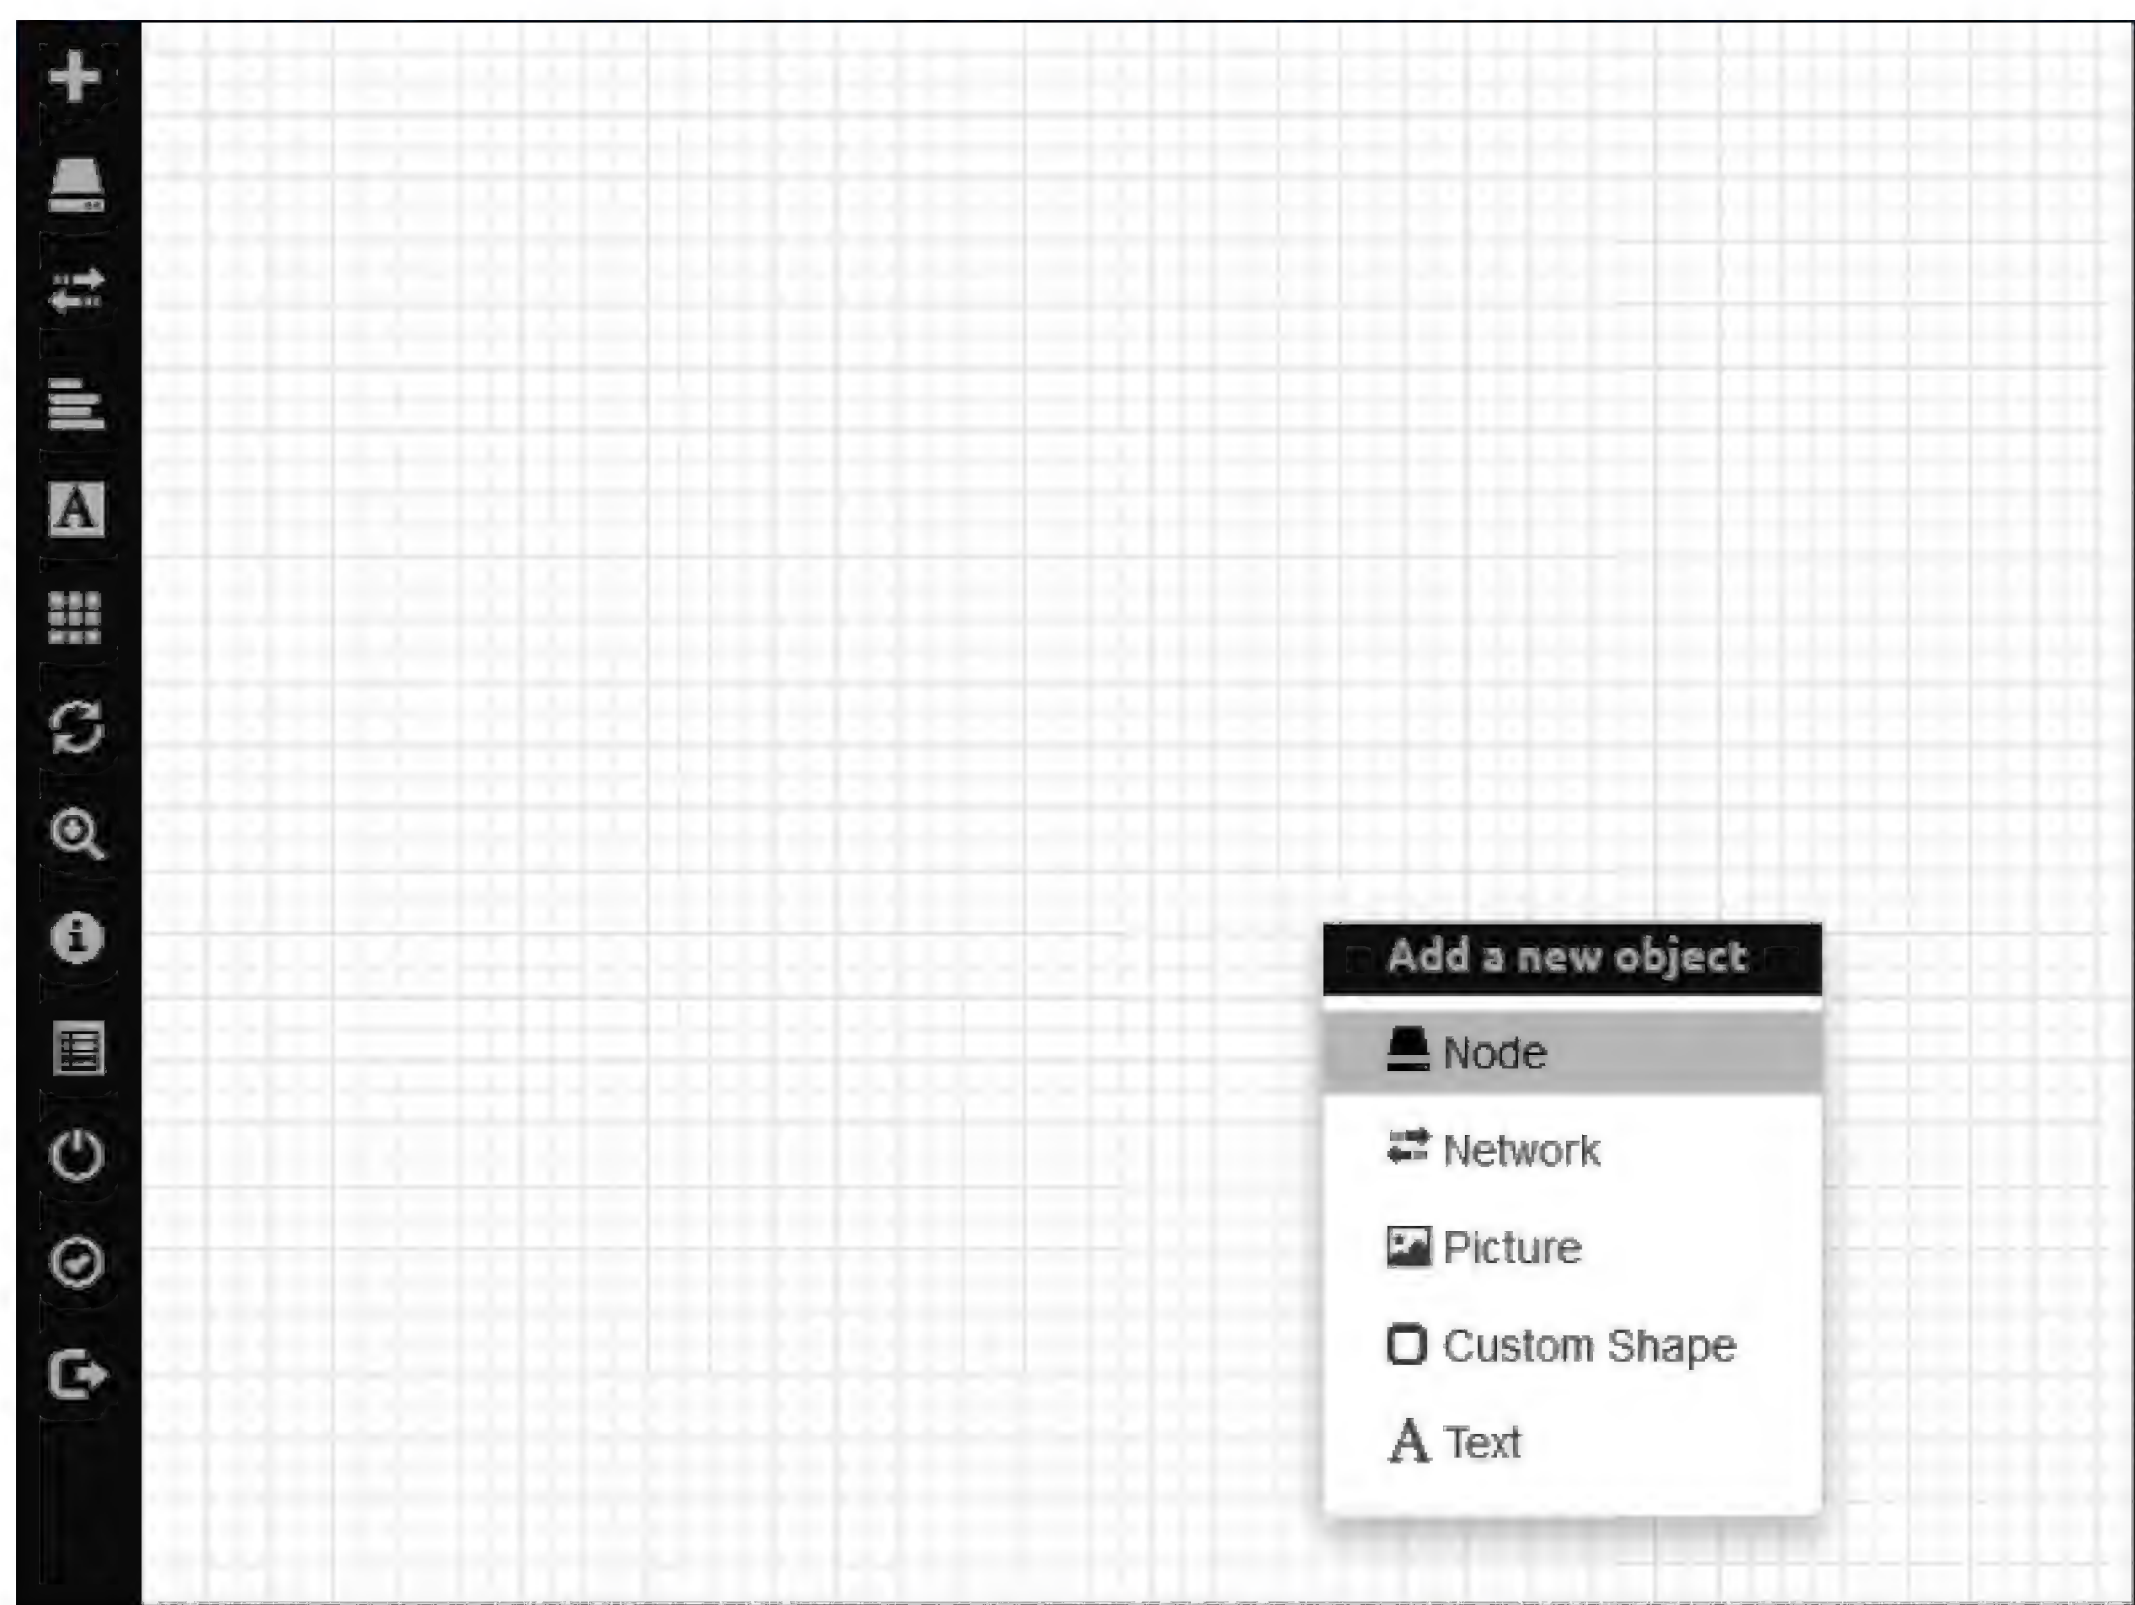 A
Add a new object
Node
Network
Picture
Custom Shape
A Text